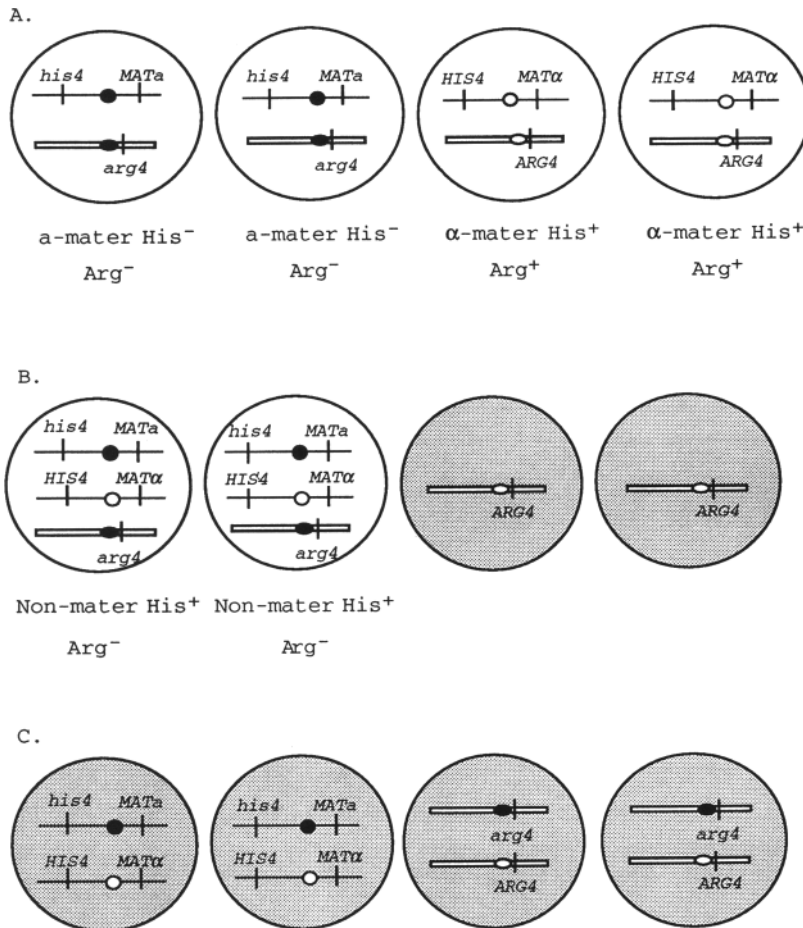 A.
his4 MATa his4 MATa HIS4 MATα HIS4 MATα
arg4 arg4 ARG4 ARG4
a-mater His⁻ a-mater His⁻ α-mater His⁺ α-mater His⁺
Arg⁻ Arg⁻ Arg⁺ Arg⁺
B.
his4 MATa his4 MATa
HIS4 MATα HIS4 MATα
ARG4 ARG4
arg4 arg4
Non-mater His⁺ Non-mater His⁺
Arg⁻ Arg⁻
C.
his4 MATa his4 MATa
arg4 arg4
HIS4 MATα HIS4 MATα
ARG4 ARG4